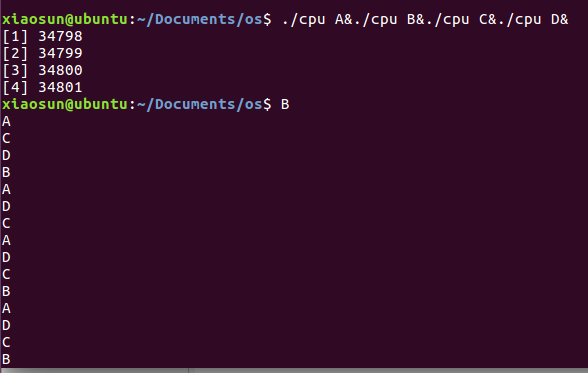 xiaosun@ubuntu:~/Documents/os$ ./cpu A&./cpu B&./cpu C&./cpu D&
[1] 34798
[2] 34799
[3] 34800
[4] 34801
xiaosun@ubuntu:~/Documents/os$ B
A
C
D
B
A
D
C
A
D
C
B
A
D
C
B